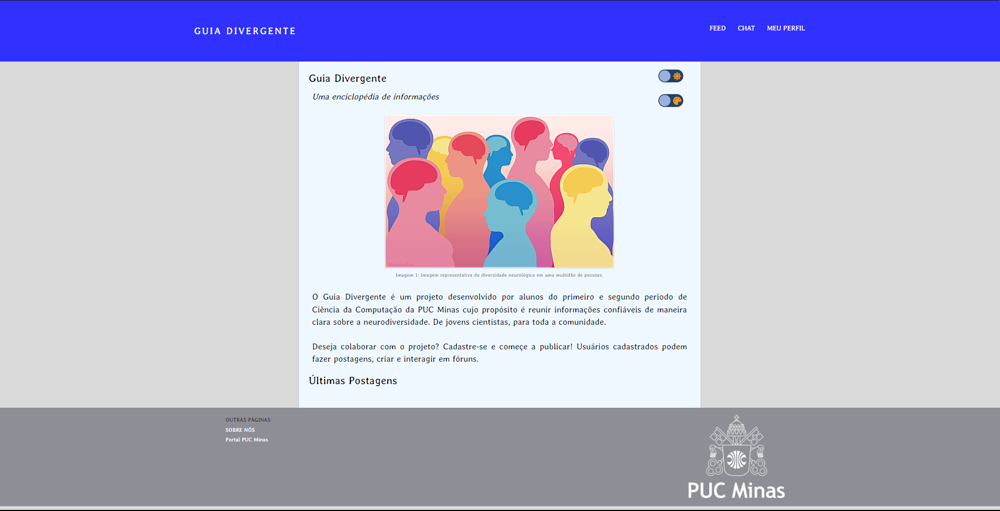 GUIA DIVERGENTE
FEED CHAT MEU PERFIL
Guia Divergente
Uma enciclopédia de informações
Imagem 1: Imagem representativa da diversidade neurológica em uma multidão de pessoas.
O Guia Divergente é um projeto desenvolvido por alunos do primeiro e segundo período de
Ciência da Computação da PUC Minas cujo propósito é reunir informações confiáveis de maneira
clara sobre a neurodiversidade. De jovens cientistas, para toda a comunidade.
Deseja colaborar com o projeto? Cadastre-se e começe a publicar! Usuários cadastrados podem
fazer postagens, criar e interagir em fóruns.
Últimas Postagens
OUTRAS PÁGINAS
SOBRE NÓS
Portal PUC Minas
PUC Minas